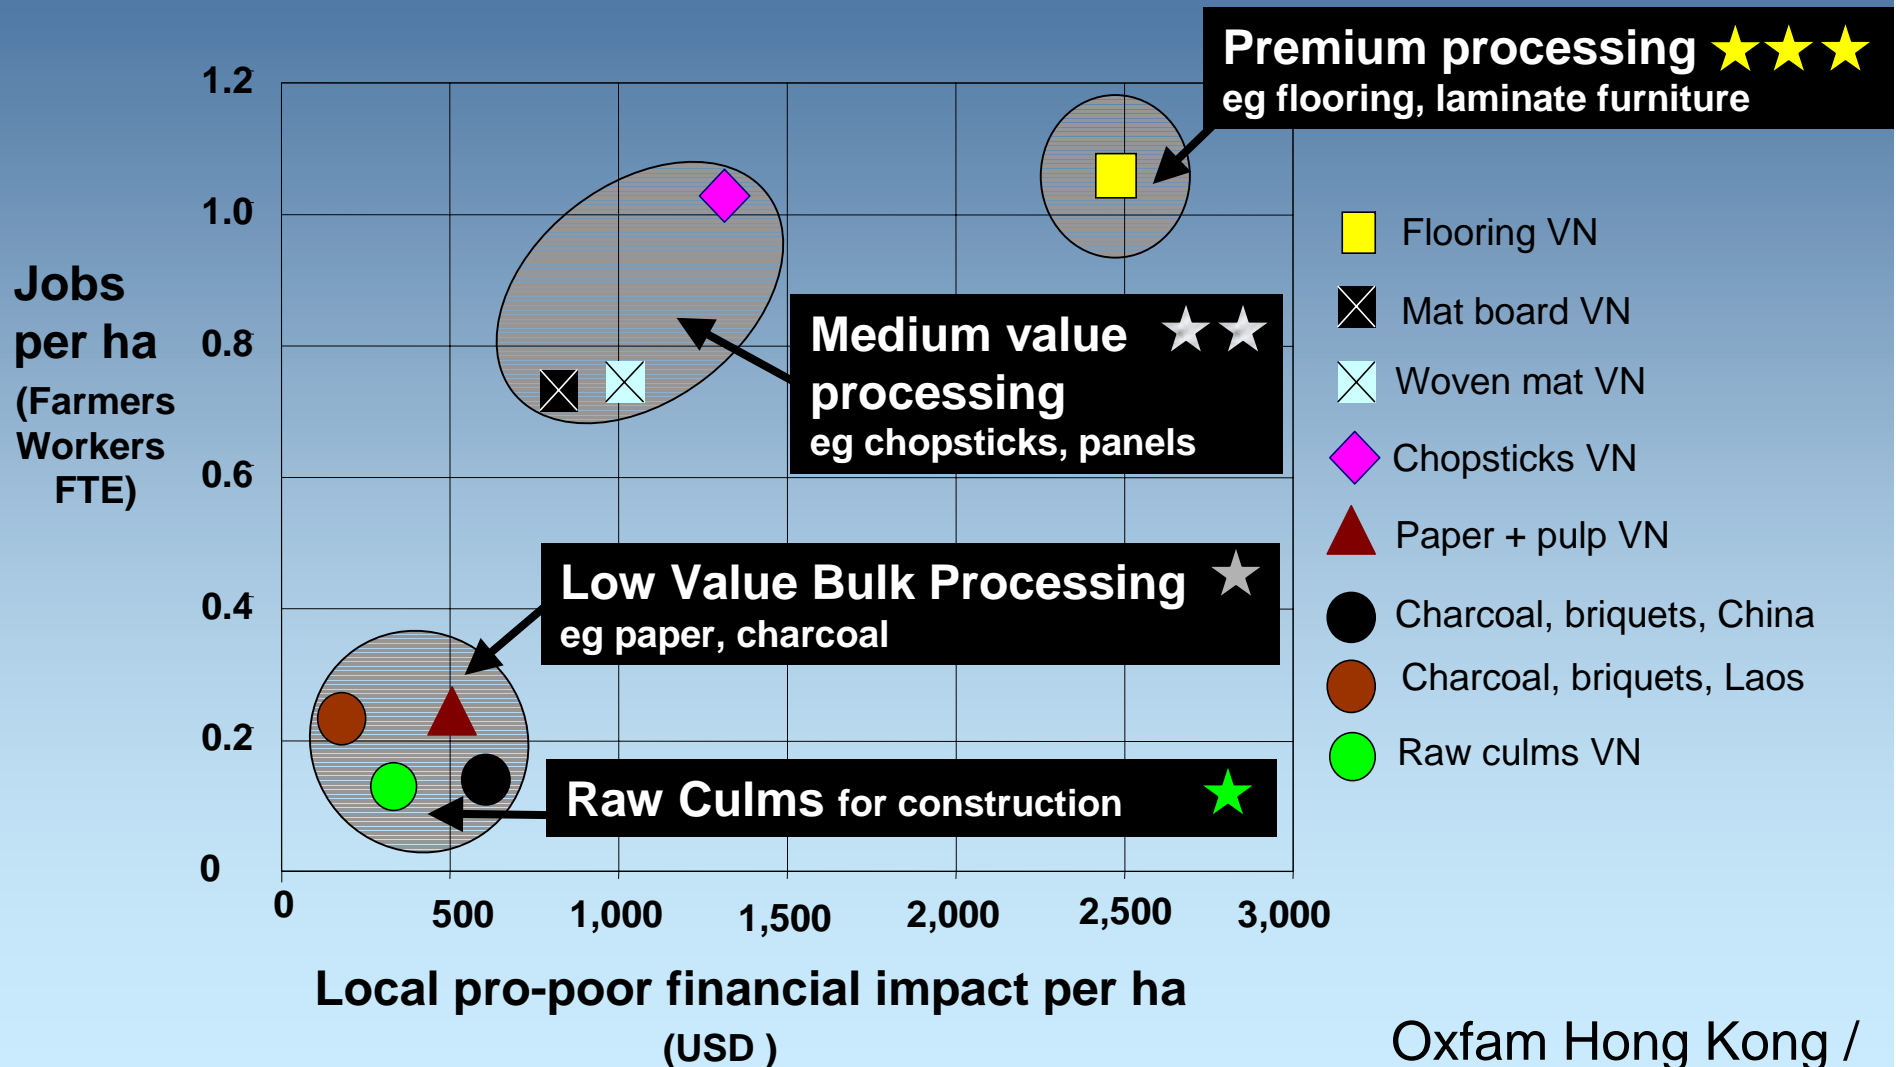 Premium processing
eg flooring, laminate furniture
1.2
1.0
0.8
0.6
0.4
0.2
0
Jobs
per ha
(Farmers
Workers
FTE)
Medium value
processing
eg chopsticks, panels
Low Value Bulk Processing
eg paper, charcoal
Raw Culms for construction
Flooring VN
Mat board VN
Woven mat VN
Chopsticks VN
Paper + pulp VN
Charcoal, briquets, China
Charcoal, briquets, Laos
Raw culms VN
0
500
1,000
1,500
2,000
2,500
3,000
Local pro-poor financial impact per ha
(USD )
Oxfam Hong Kong /